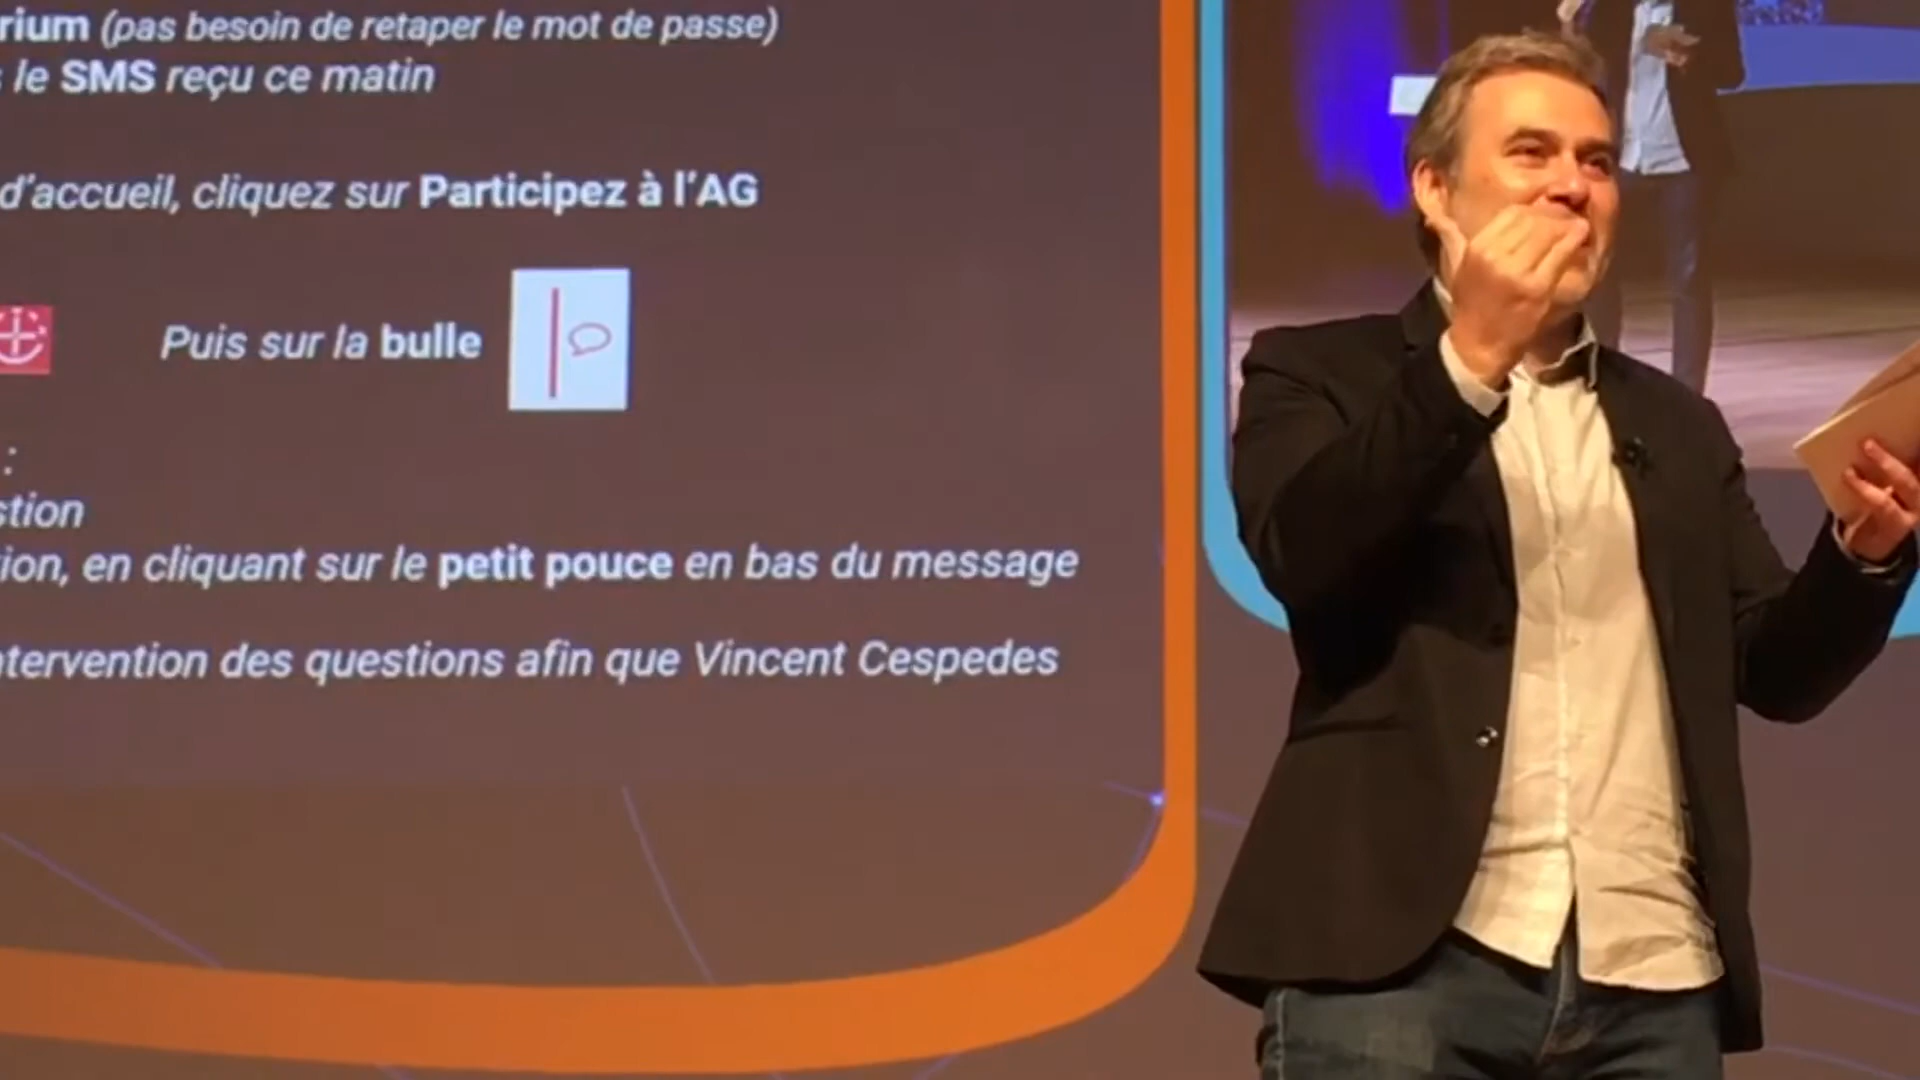 rium (pas besoin de retaper le mot de passe)
le SMS reçu ce matin
d'accueil, cliquez sur Participez à l'AG
Puis sur la bulle
:
stion
ion, en cliquant sur le petit pouce en bas du message
ntervention des questions afin que Vincent Cespedes